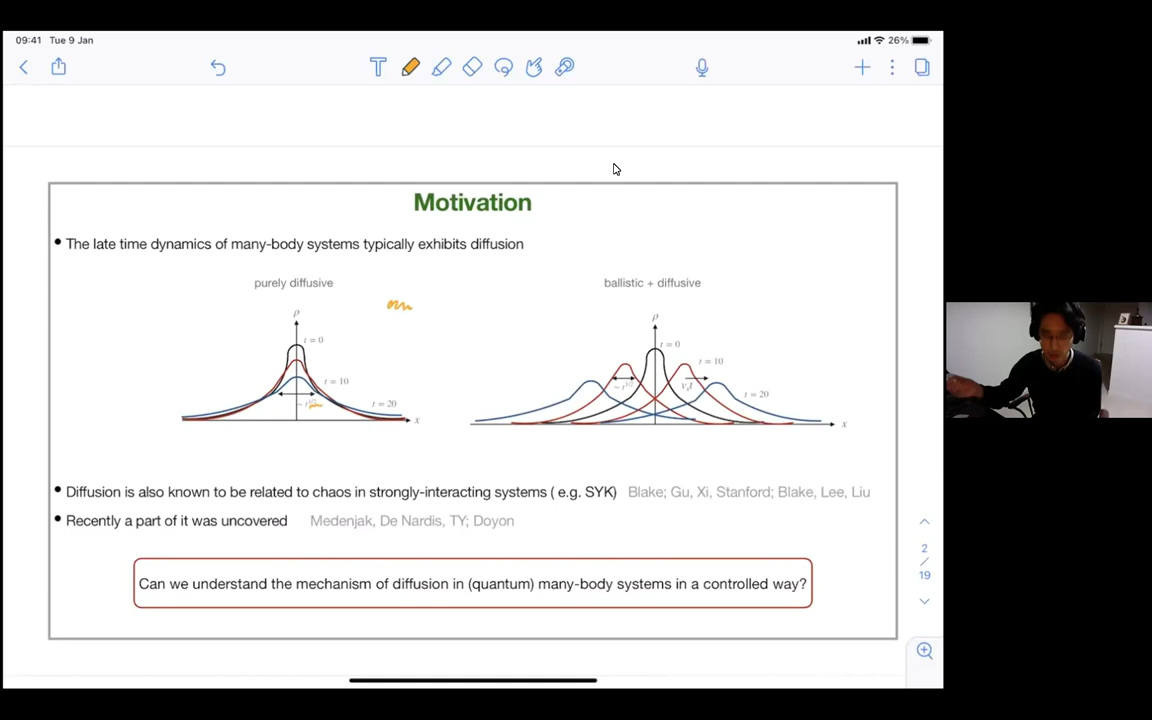 09:41 Tue 9 Jan
26%
Motivation
• The late time dynamics of many-body systems typically exhibits diffusion
purely diffusive
ballistic + diffusive
ρ
t = 0
t = 10
t = 20
x
ρ
t = 0
t = 10
~ t^{1/2}
t = 20
x
• Diffusion is also known to be related to chaos in strongly-interacting systems ( e.g. SYK) Blake; Gu, Xi, Stanford; Blake, Lee, Liu
• Recently a part of it was uncovered Medenjak, De Nardis, TY; Doyon
Can we understand the mechanism of diffusion in (quantum) many-body systems in a controlled way?
2
/
19